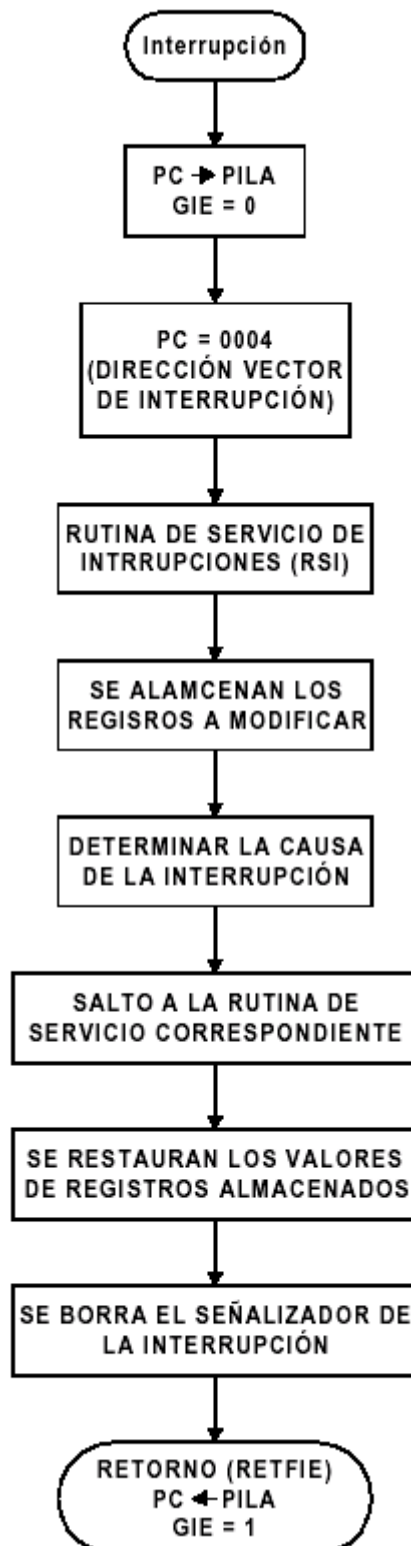 Interrupción
PC → PILA
GIE = 0
PC = 0004
(DIRECCIÓN VECTOR
DE INTERRUPCIÓN)
RUTINA DE SERVICIO DE
INTRRUPCIONES (RSI)
SE ALAMCENAN LOS
REGISROS A MODIFICAR
DETERMINAR LA CAUSA
DE LA INTERRUPCIÓN
SALTO A LA RUTINA DE
SERVICIO CORRESPONDIENTE
SE RESTAURAN LOS VALORES
DE REGISTROS ALMACENADOS
SE BORRA EL SEÑALIZADOR DE
LA INTERRUPCIÓN
RETORNO (RETFIE)
PC ← PILA
GIE = 1